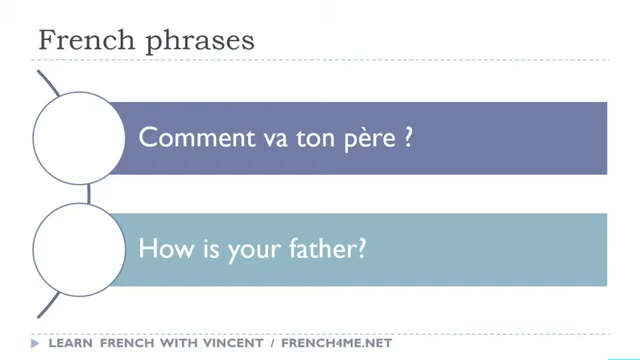 French phrases
Comment va ton père ?
How is your father?
LEARN FRENCH WITH VINCENT / FRENCH4ME.NET